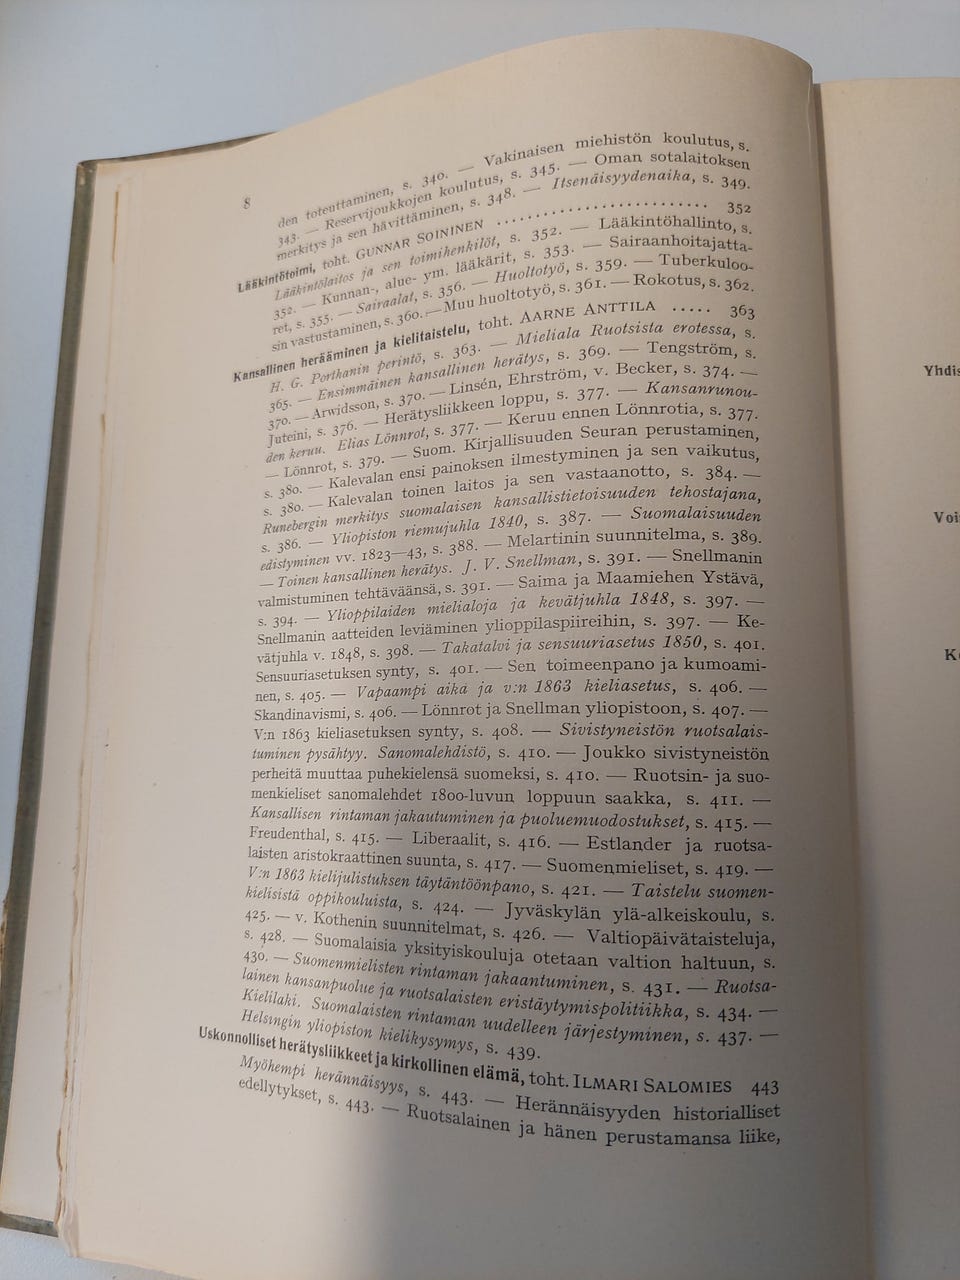 8
den toteuttaminen, s. 340. — Vakinaisen miehistön koulutus, s.
343. — Reservijoukkojen koulutus, s. 345. — Oman sotalaitoksen
merkitys ja sen hävittäminen, s. 348. — Itsenäisyydenaika, s. 349.
Lääkintötoimi, toht. GUNNAR SOININEN .......................... 352
Lääkintölaitos ja sen toimihenkilöt, s. 352. — Lääkintöhallinto, s.
352. — Kunnan-, alue- ym. lääkärit, s. 353. — Sairaanhoitajatta-
ret, s. 355. — Sairaalat, s. 356. — Huoltotyö, s. 359. — Tuberkuloo-
sin vastustaminen, s. 360. — Muu huoltotyö, s. 361. — Rokotus, s. 362.
Kansallinen herääminen ja kielitaistelu, toht. AARNE ANTTILA ..... 363
H. G. Porthanin perintö, s. 363. — Mieliala Ruotsista erotessa, s.
365. — Ensimmäinen kansallinen herätys, s. 369. — Tengström, s.
370. — Arwidsson, s. 370. — Linsén, Ehrström, v. Becker, s. 374. —
Juteini, s. 376. — Herätysliikkeen loppu, s. 377. — Kansanrunou-
den keruu. Elias Lönnrot, s. 377. — Keruu ennen Lönnrotia, s. 377.
— Lönnrot, s. 379. — Suom. Kirjallisuuden Seuran perustaminen,
s. 380. — Kalevalan ensi painoksen ilmestyminen ja sen vaikutus,
s. 380. — Kalevalan toinen laitos ja sen vastaanotto, s. 384. —
Runebergin merkitys suomalaisen kansallistietoisuuden tehostajana,
s. 386. — Yliopiston riemujuhla 1840, s. 387. — Suomalaisuuden
edistyminen vv. 1823—43, s. 388. — Melartinin suunnitelma, s. 389.
— Toinen kansallinen herätys. J. V. Snellman, s. 391. — Snellmanin
valmistuminen tehtäväänsä, s. 391. — Saima ja Maamiehen Ystävä,
s. 394. — Ylioppilaiden mielialoja ja kevätjuhla 1848, s. 397. —
Snellmanin aatteiden leviäminen ylioppilaspiireihin, s. 397. — Ke-
vätjuhla v. 1848, s. 398. — Takatalvi ja sensuuriasetus 1850, s. 401.
Sensuuriasetuksen synty, s. 401. — Sen toimeenpano ja kumoami-
nen, s. 405. — Vapaampi aika ja v:n 1863 kieliasetus, s. 406. —
Skandinavismi, s. 406. — Lönnrot ja Snellman yliopistoon, s. 407. —
V:n 1863 kieliasetuksen synty, s. 408. — Sivistyneistön ruotsalais-
tuminen pysähtyy. Sanomalehdistö, s. 410. — Joukko sivistyneistön
perheitä muuttaa puhekielensä suomeksi, s. 410. — Ruotsin- ja suo-
menkieliset sanomalehdet 1800-luvun loppuun saakka, s. 411. —
Kansallisen rintaman jakautuminen ja puoluemuodostukset, s. 415. —
Freudenthal, s. 415. — Liberaalit, s. 416. — Estlander ja ruotsa-
laisten aristokraattinen suunta, s. 417. — Suomenmieliset, s. 419. —
V:n 1863 kielijulistuksen täytäntöönpano, s. 421. — Taistelu suomen-
kielisistä oppikouluista, s. 424. — Jyväskylän ylä-alkeiskoulu, s.
425. — v. Kothenin suunnitelmat, s. 426. — Valtiopäivätaisteluja,
s. 428. — Suomalaisia yksityiskouluja otetaan valtion haltuun, s.
430. — Suomenmielisten rintaman jakaantuminen, s. 431. — Ruotsa-
lainen kansanpuolue ja ruotsalaisten eristäytymispolitiikka, s. 434. —
Kielilaki. Suomalaisten rintaman uudelleen järjestyminen, s. 437. —
Helsingin yliopiston kielikysymys, s. 439.
Uskonnolliset herätysliikkeet ja kirkollinen elämä, toht. ILMARI SALOMIES 443
Myöhempi herännäisyys, s. 443. — Herännäisyyden historialliset
edellytykset, s. 443. — Ruotsalainen ja hänen perustamansa liike,
Yhdis
Voi
K